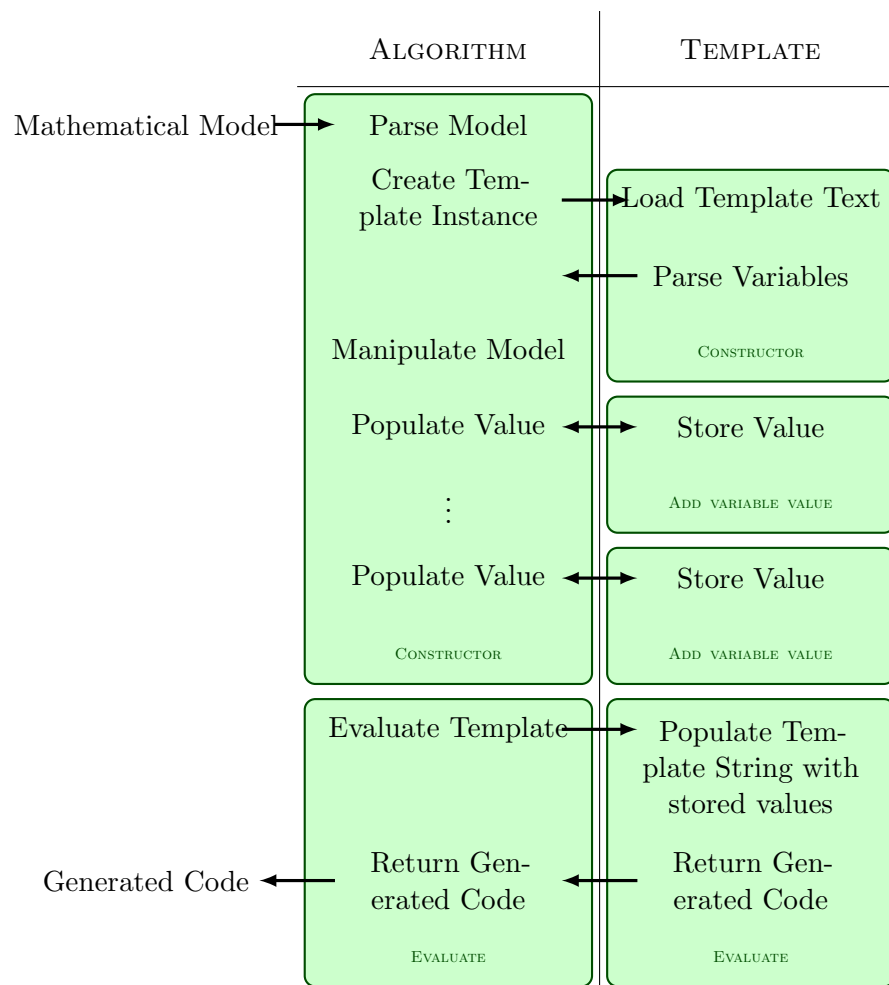 ALGORITHM
TEMPLATE
Mathematical Model
Parse Model
Create Tem-
plate Instance
Load Template Text
Parse Variables
Manipulate Model
CONSTRUCTOR
Populate Value
Store Value
ADD VARIABLE VALUE
⋮
Populate Value
Store Value
CONSTRUCTOR
ADD VARIABLE VALUE
Evaluate Template
Populate Tem-
plate String with
stored values
Generated Code
Return Gen-
erated Code
Return Gen-
erated Code
EVALUATE
EVALUATE